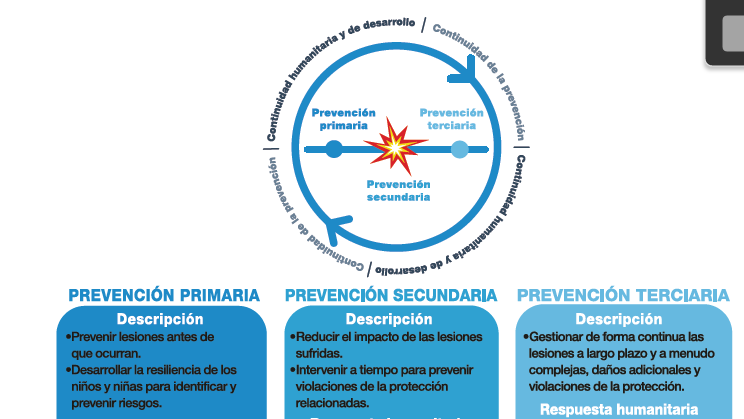 Continuidad humanitaria y de desarrollo
Continuidad de la prevención
Continuidad humanitaria y de desarrollo
Continuidad de la prevención
Prevención
primaria
Prevención
terciaria
Prevención
secundaria
PREVENCIÓN PRIMARIA
Descripción
•Prevenir lesiones antes de
que ocurran.
•Desarrollar la resiliencia de los
niños y niñas para identificar y
prevenir riesgos.
PREVENCIÓN SECUNDARIA
Descripción
•Reducir el impacto de las lesiones
sufridas.
•Intervenir a tiempo para prevenir
violaciones de la protección
relacionadas.
PREVENCIÓN TERCIARIA
Descripción
•Gestionar de forma continua las
lesiones a largo plazo y a menudo
complejas, daños adicionales y
violaciones de la protección.
Respuesta humanitaria